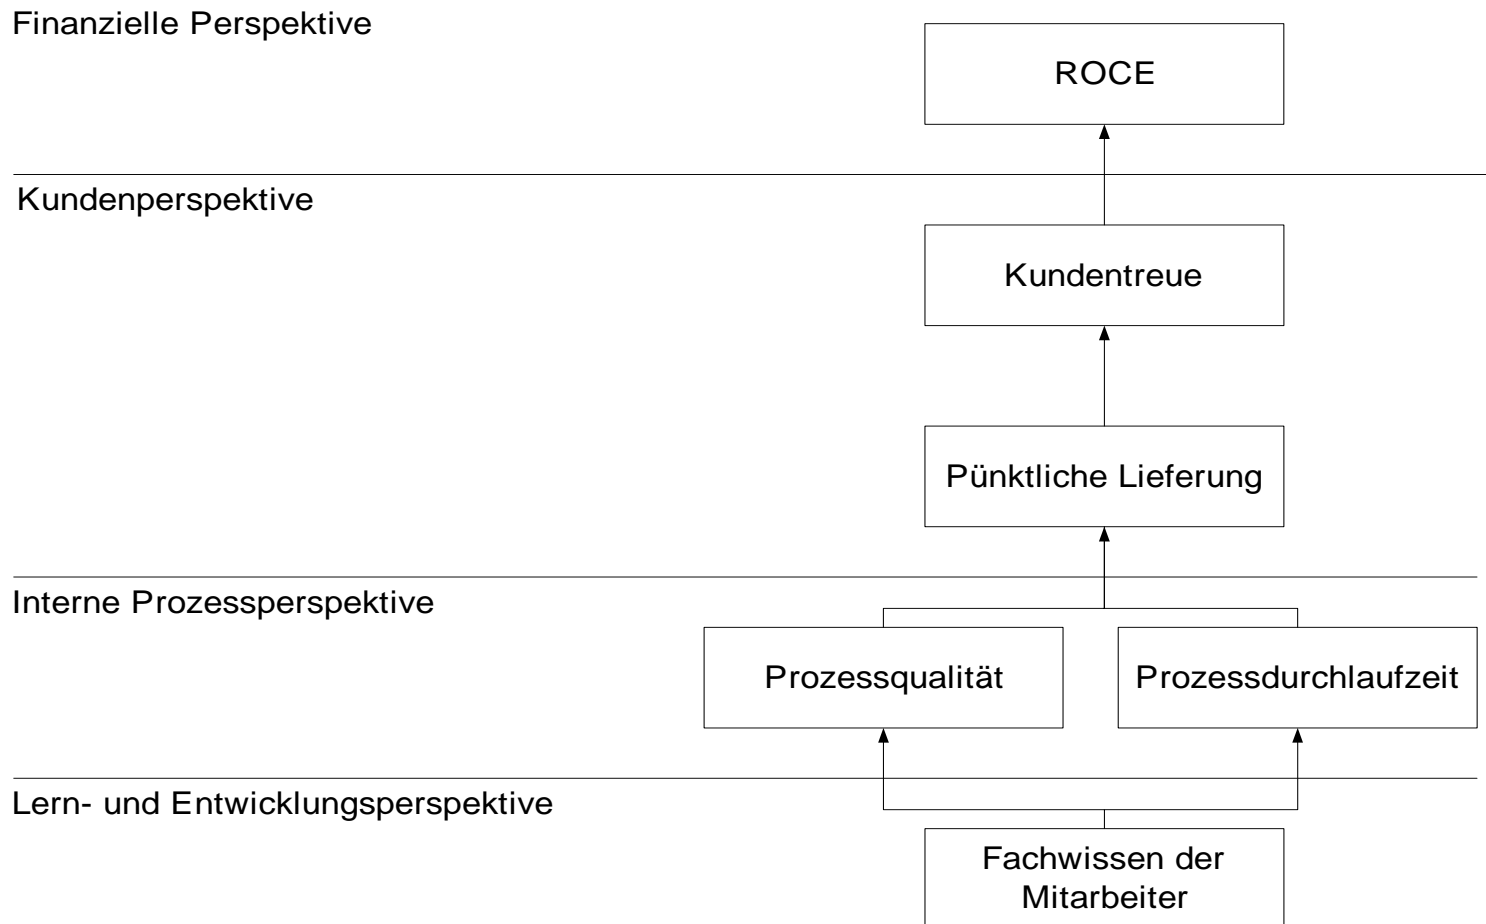 Finanzielle Perspektive
ROCE
Kundenperspektive
Kundentreue
Pünktliche Lieferung
Interne Prozessperspektive
Prozessqualität
Prozessdurchlaufzeit
Lern- und Entwicklungsperspektive
Fachwissen der
Mitarbeiter